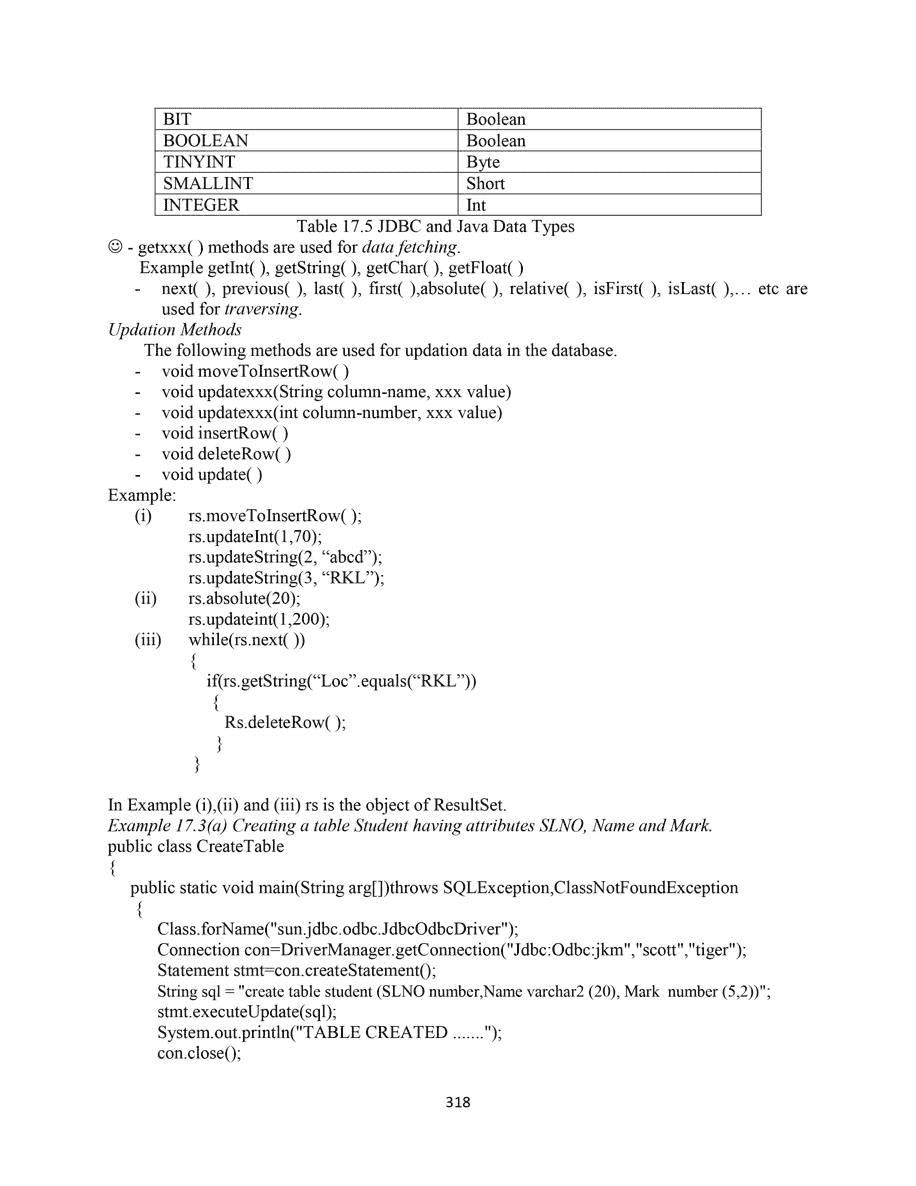 BIT Boolean
BOOLEAN Boolean
TINYINT Byte
SMALLINT Short
INTEGER Int
Table 17.5 JDBC and Java Data Types
☺ - getxxx( ) methods are used for data fetching.
Example getInt( ), getString( ), getChar( ), getFloat( )
- next( ), previous( ), last( ), first( ),absolute( ), relative( ), isFirst( ), isLast( ),… etc are
used for traversing.
Updation Methods
The following methods are used for updation data in the database.
- void moveToInsertRow( )
- void updatexxx(String column-name, xxx value)
- void updatexxx(int column-number, xxx value)
- void insertRow( )
- void deleteRow( )
- void update( )
Example:
(i) rs.moveToInsertRow( );
rs.updateInt(1,70);
rs.updateString(2, “abcd”);
rs.updateString(3, “RKL”);
(ii) rs.absolute(20);
rs.updateint(1,200);
(iii) while(rs.next( ))
{
if(rs.getString(“Loc”.equals(“RKL”))
{
Rs.deleteRow( );
}
}
In Example (i),(ii) and (iii) rs is the object of ResultSet.
Example 17.3(a) Creating a table Student having attributes SLNO, Name and Mark.
public class CreateTable
{
public static void main(String arg[])throws SQLException,ClassNotFoundException
{
Class.forName("sun.jdbc.odbc.JdbcOdbcDriver");
Connection con=DriverManager.getConnection("Jdbc:Odbc:jkm","scott","tiger");
Statement stmt=con.createStatement();
String sql = "create table student (SLNO number,Name varchar2 (20), Mark  number (5,2))";
stmt.executeUpdate(sql);
System.out.println("TABLE CREATED .......");
con.close();
318